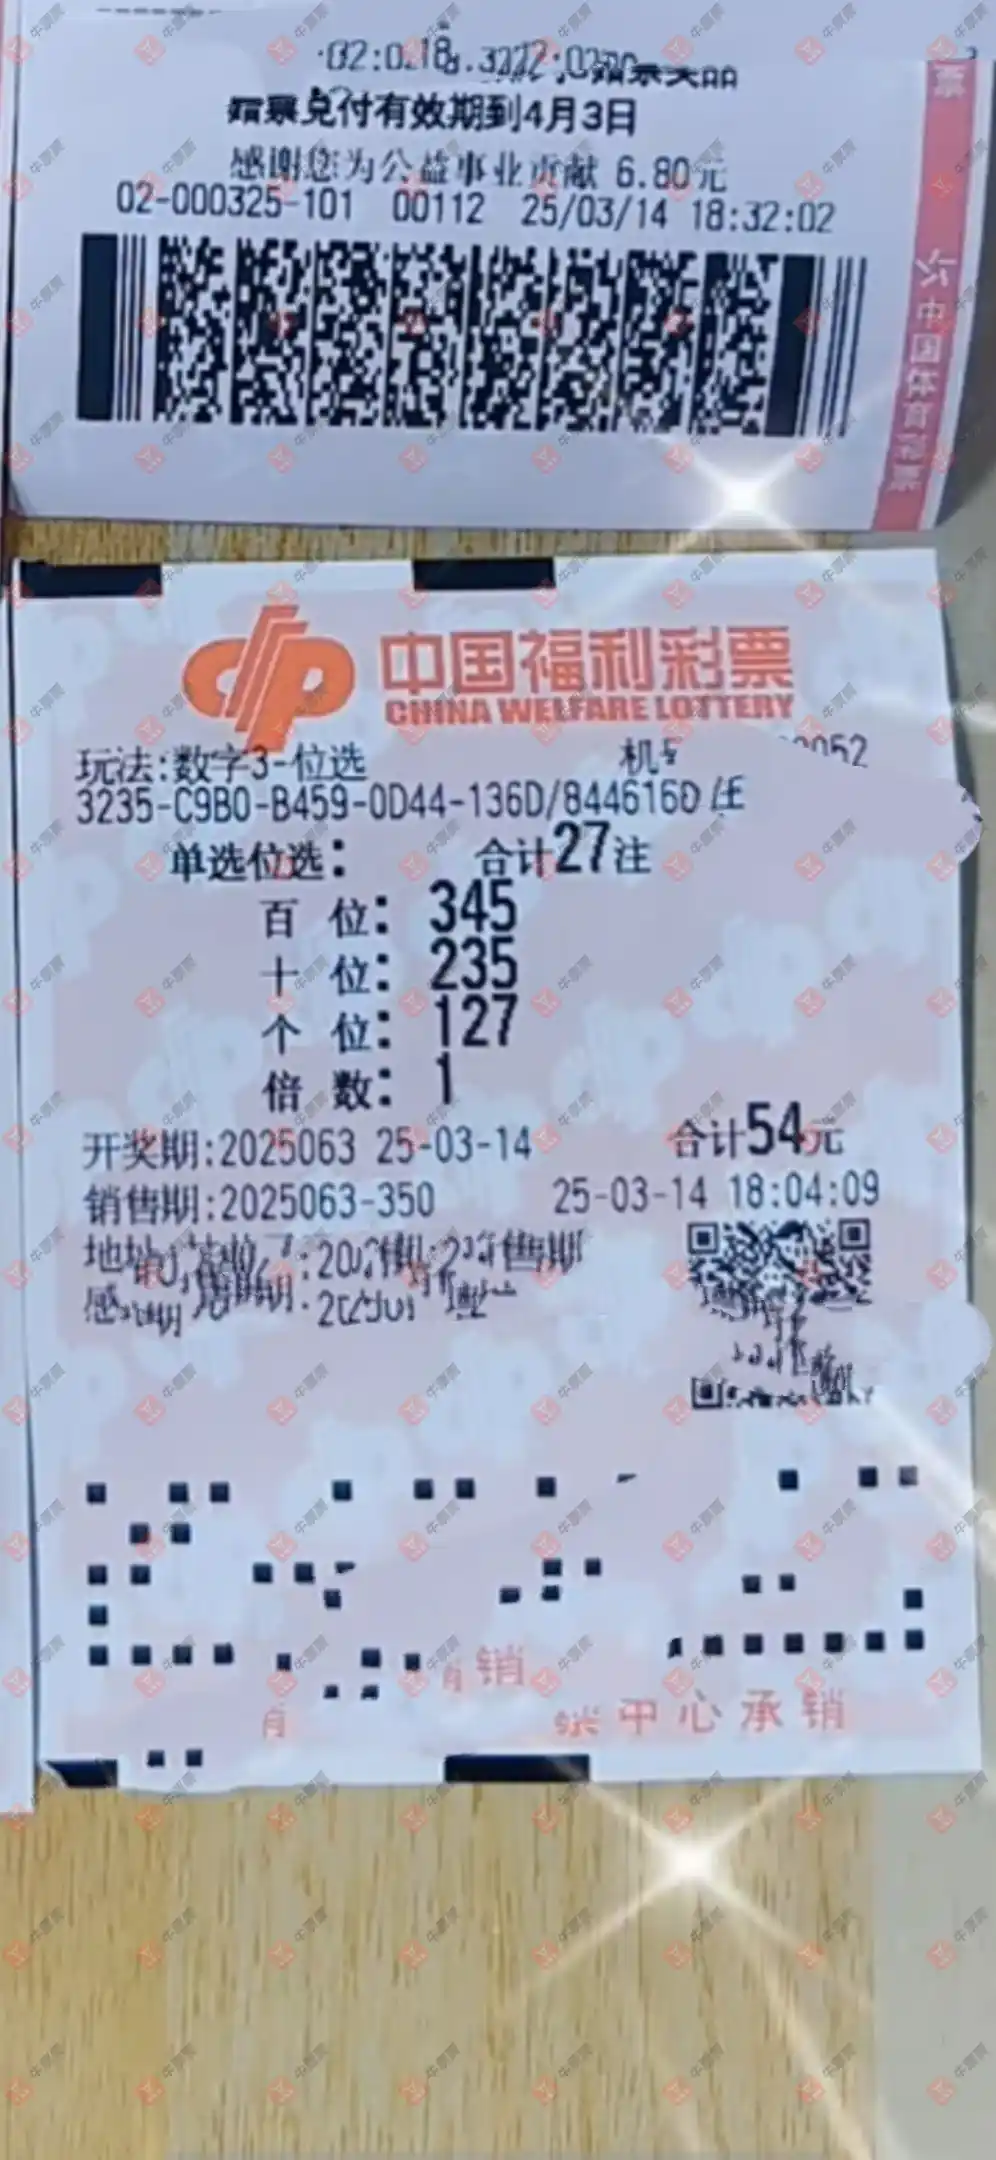 兑付有效期到4月3日
感谢您为公益事业贡献 6.80元
02-000325-101 00112 25/03/14 18:32:02
中国体育彩票
中国福利彩票
CHINA WELFARE LOTTERY
玩法:数字3-位选
3235-C9B0-B459-0D44-136D/844616D
单选位选: 合计27注
百 位: 345
十 位: 235
个 位: 127
倍 数: 1
开奖期:2025063 25-03-14 合计54元
销售期:2025063-350 25-03-14 18:04:09
销
中心承销
牛票票